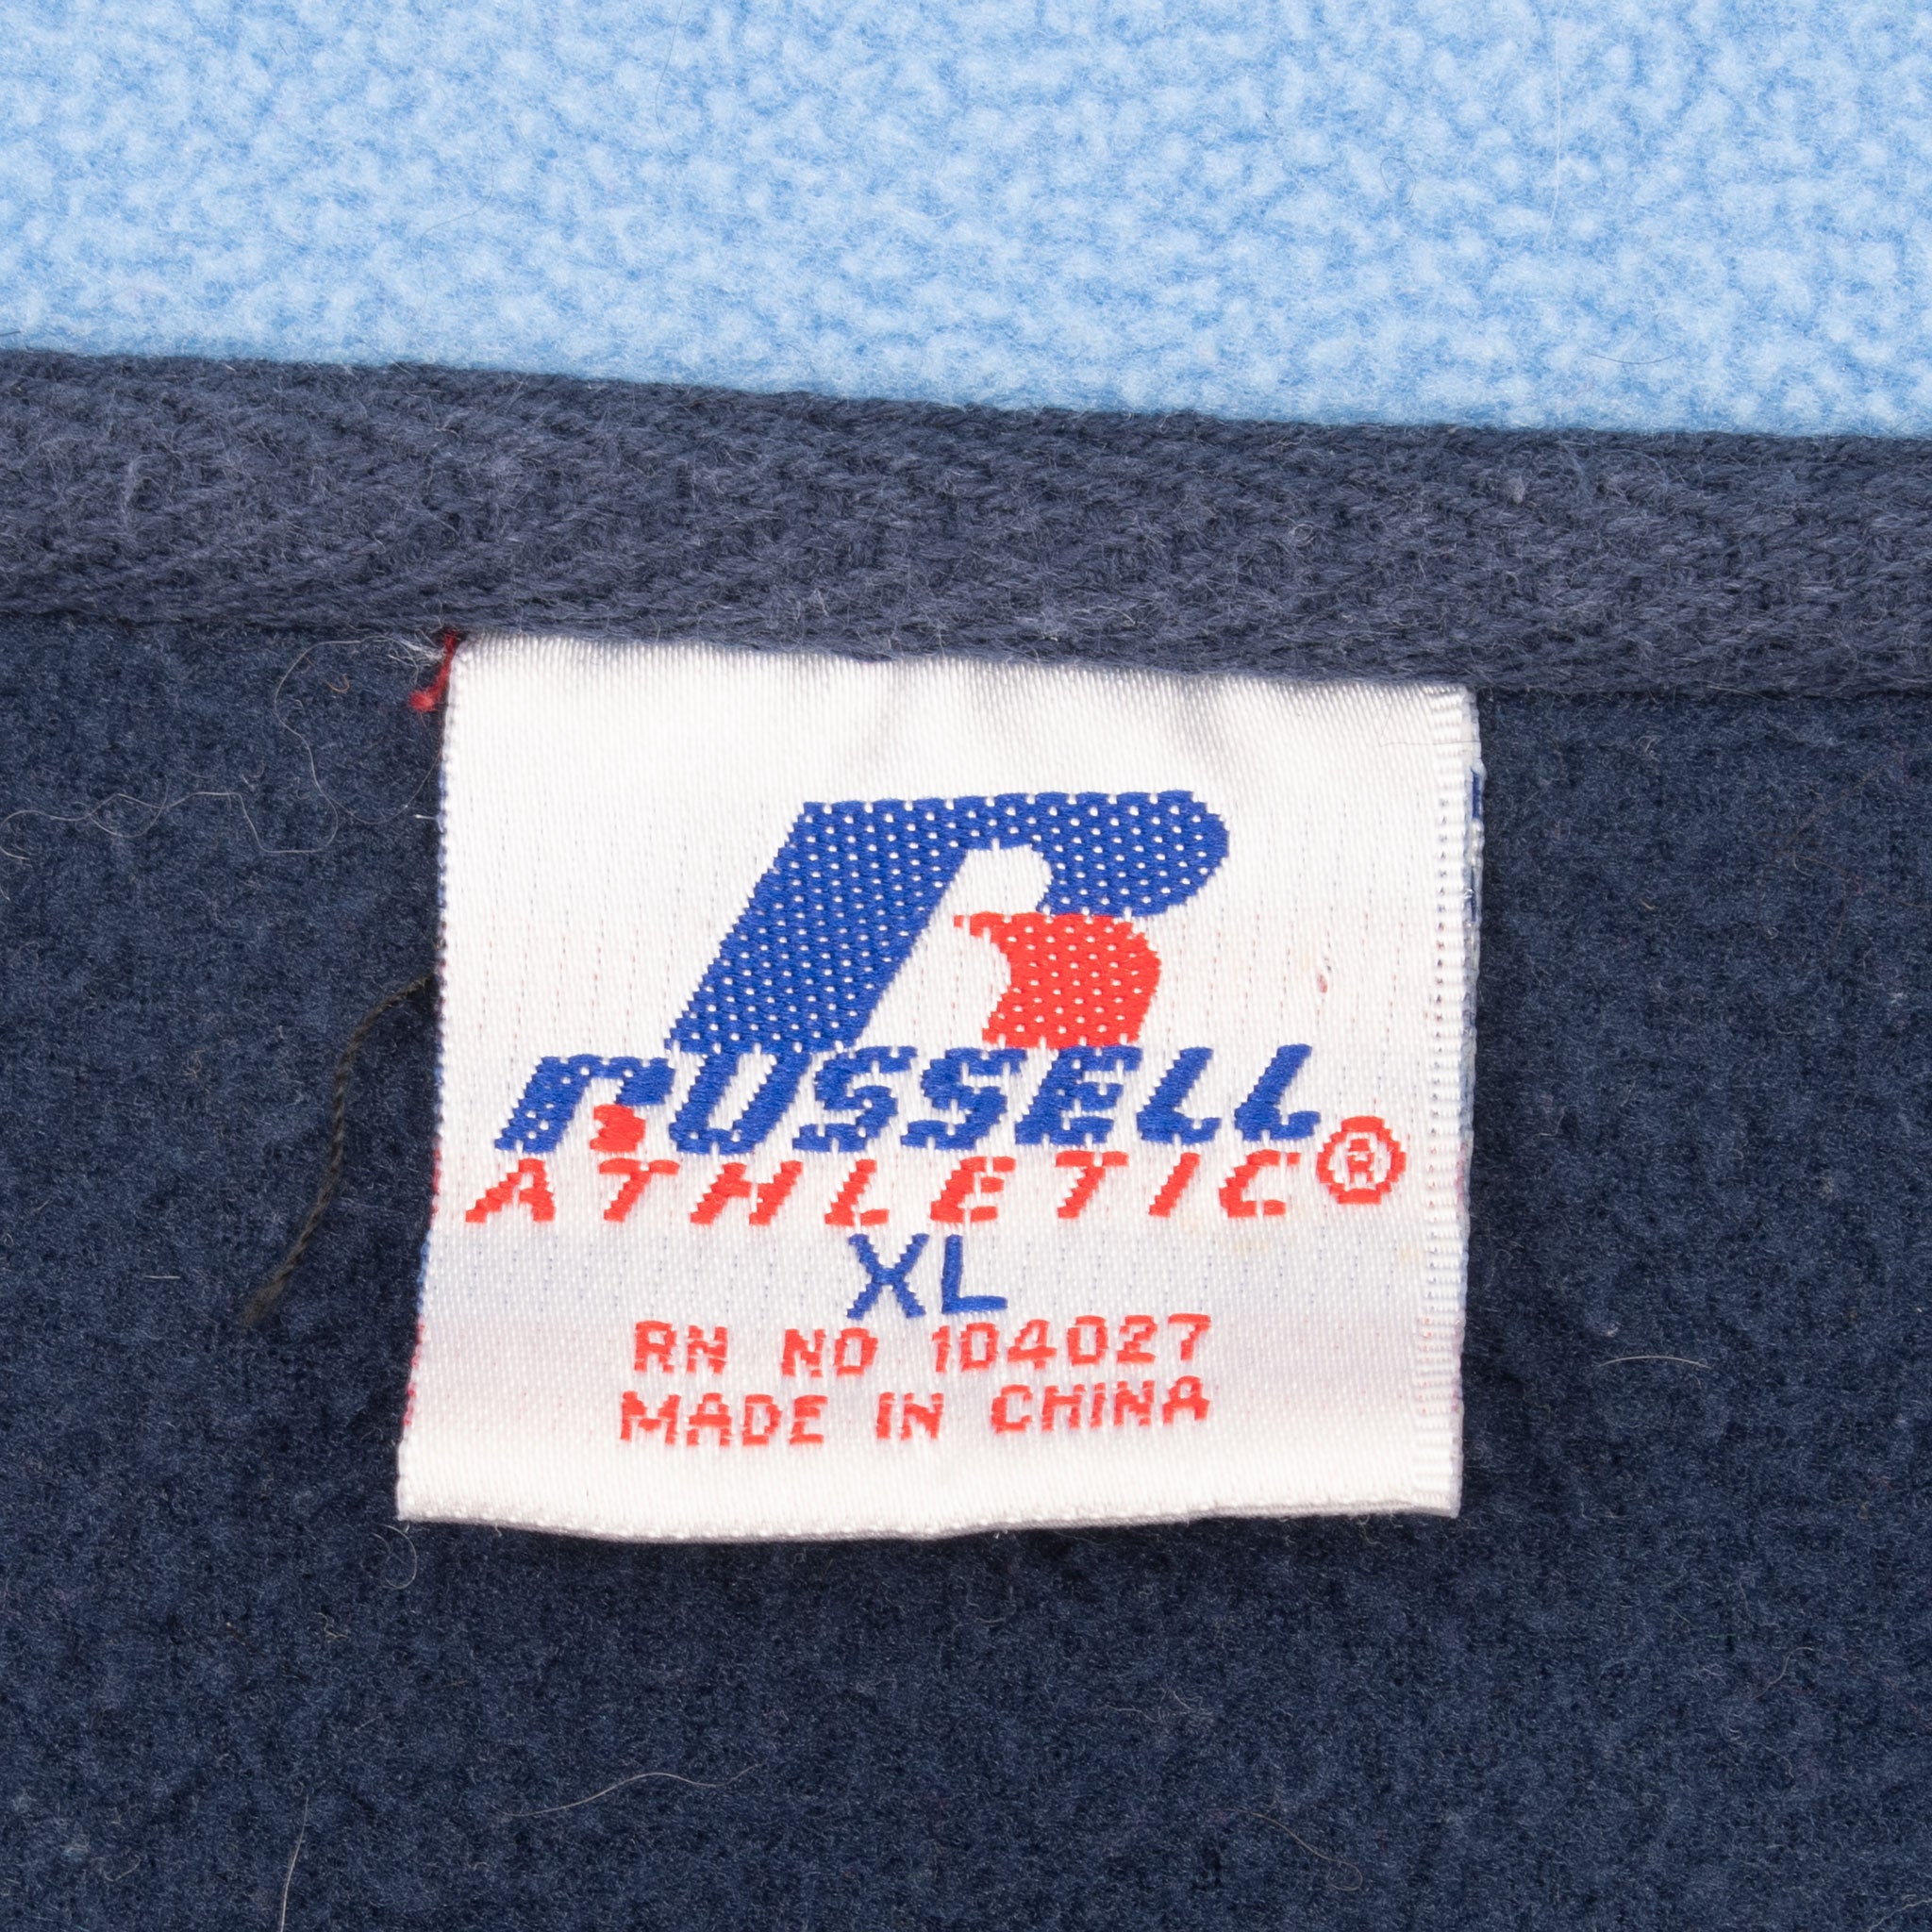 RUSSELL
ATHLETIC®
XL
RN NO 104027
MADE IN CHINA